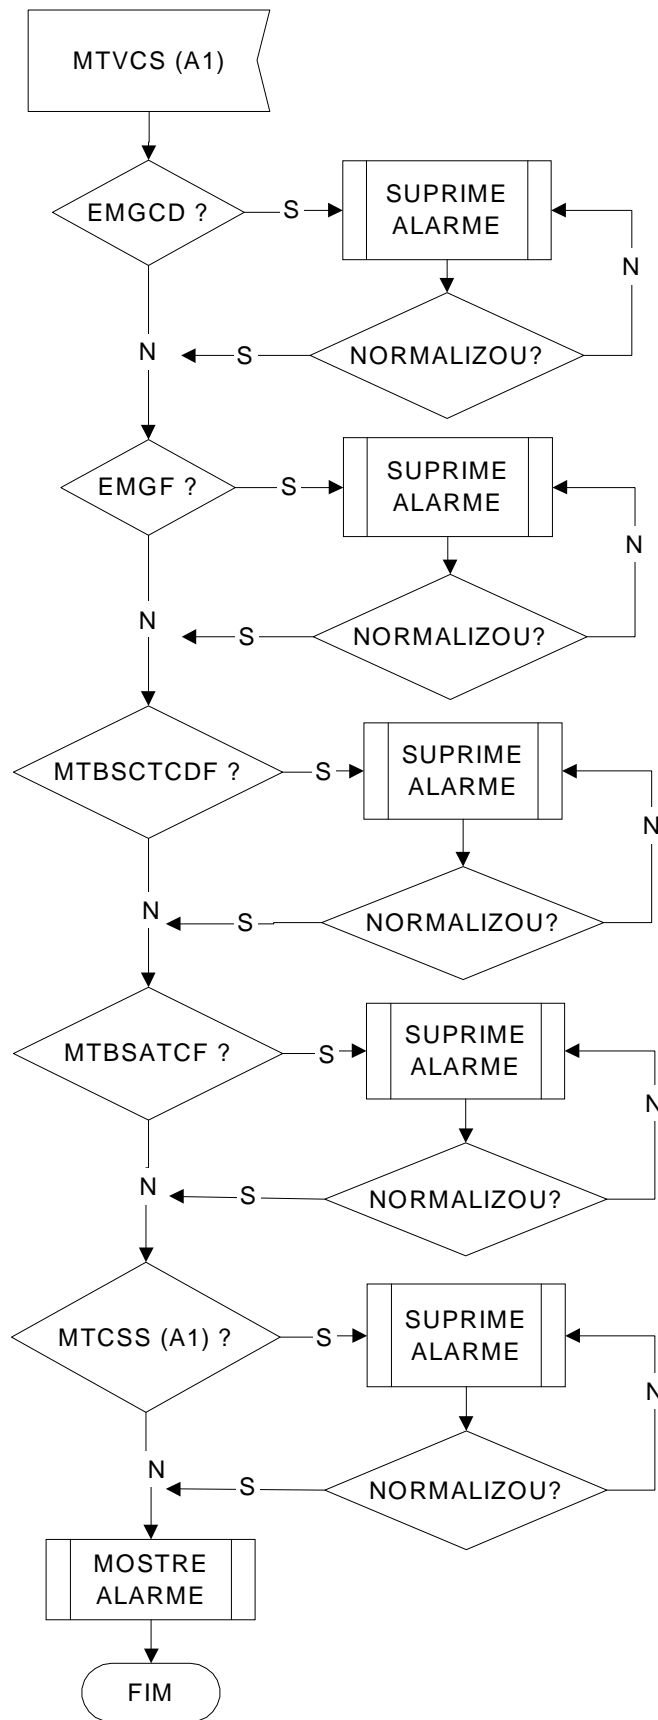 MTVCS (A1)
EMGCD ?
S
SUPRIME
ALARME
N
N
S
NORMALIZOU?
EMGF ?
S
SUPRIME
ALARME
N
N
S
NORMALIZOU?
MTBSCTCDF ?
S
SUPRIME
ALARME
N
N
S
NORMALIZOU?
MTBSATCF ?
S
SUPRIME
ALARME
N
N
S
NORMALIZOU?
MTCSS (A1) ?
S
SUPRIME
ALARME
N
N
S
NORMALIZOU?
MOSTRE
ALARME
FIM